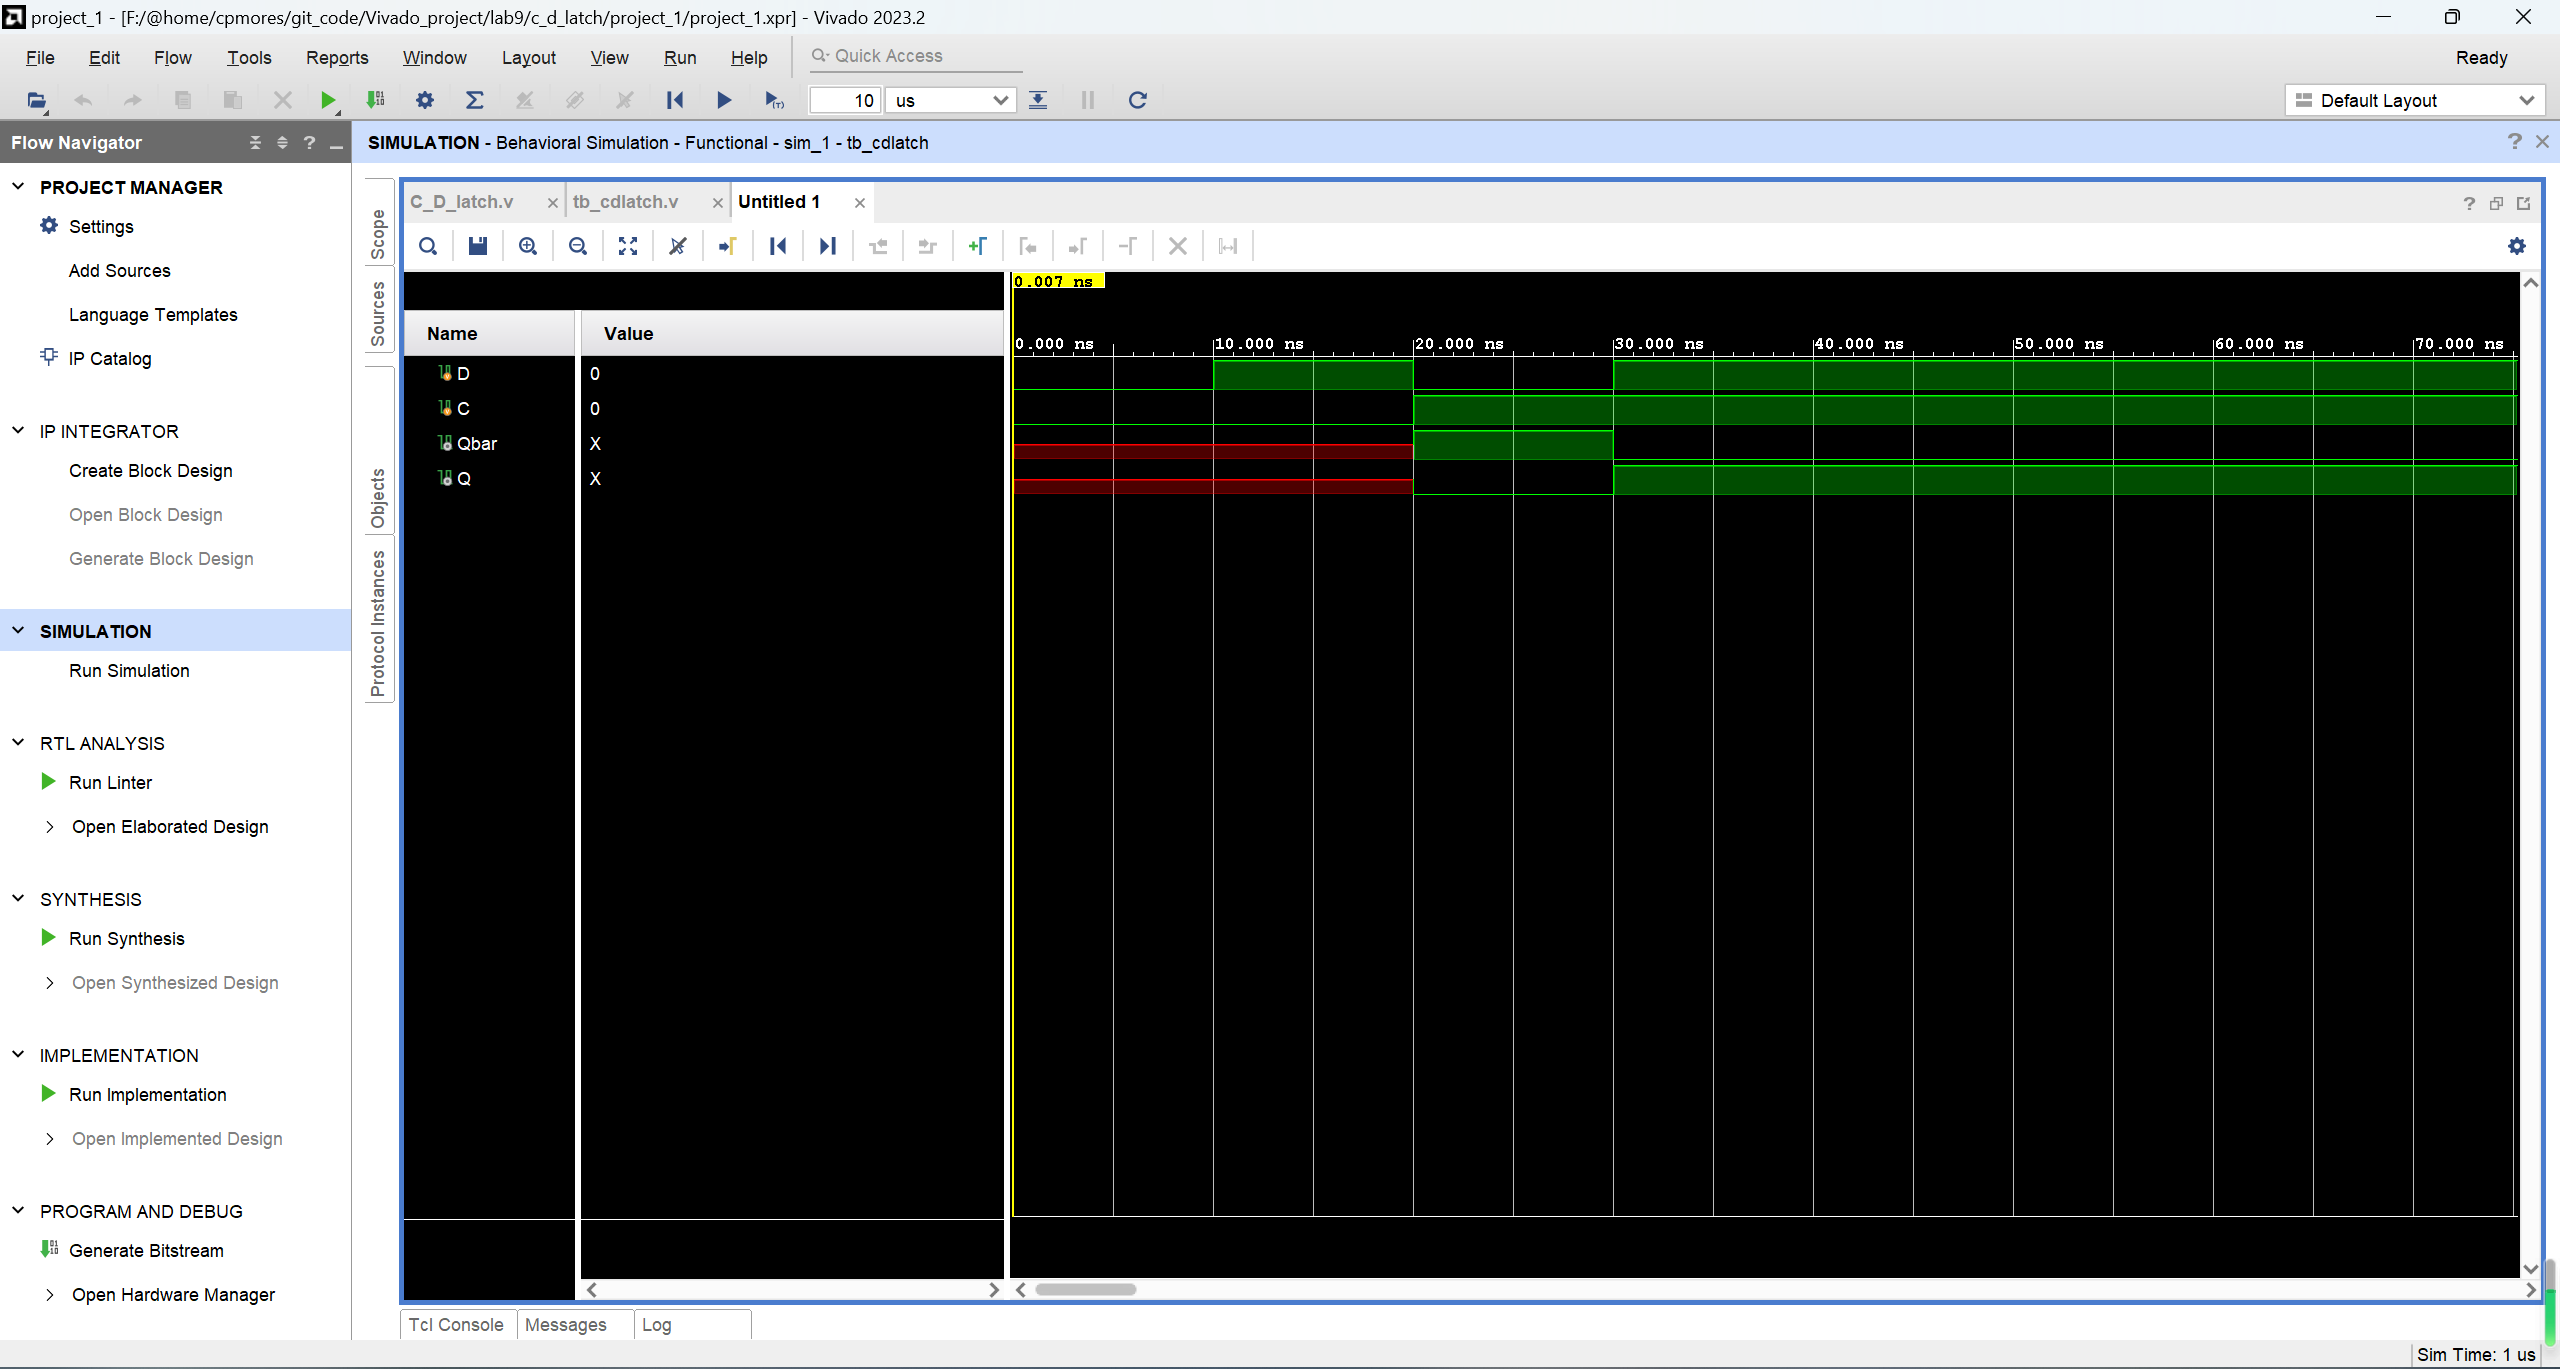 project_1 - [F:/@home/cpmores/git_code/Vivado_project/lab9/c_d_latch/project_1/project_1.xpr] - Vivado 2023.2
File Edit Flow Tools Reports Window Layout View Run Help Quick Access Ready
10 us Default Layout
Flow Navigator
SIMULATION - Behavioral Simulation - Functional - sim_1 - tb_cdlatch
PROJECT MANAGER
Settings
Add Sources
Language Templates
IP Catalog
IP INTEGRATOR
Create Block Design
Open Block Design
Generate Block Design
SIMULATION
Run Simulation
RTL ANALYSIS
Run Linter
Open Elaborated Design
SYNTHESIS
Run Synthesis
Open Synthesized Design
IMPLEMENTATION
Run Implementation
Open Implemented Design
PROGRAM AND DEBUG
Generate Bitstream
Open Hardware Manager
Scope
Sources
Objects
Protocol Instances
C_D_latch.v tb_cdlatch.v Untitled 1
0.007 ns
Name Value
0.000 ns 10.000 ns 20.000 ns 30.000 ns 40.000 ns 50.000 ns 60.000 ns 70.000 ns
D 0
C 0
Qbar X
Q X
Tcl Console Messages Log
Sim Time: 1 us